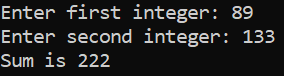 Enter first integer: 89
Enter second integer: 133
Sum is 222